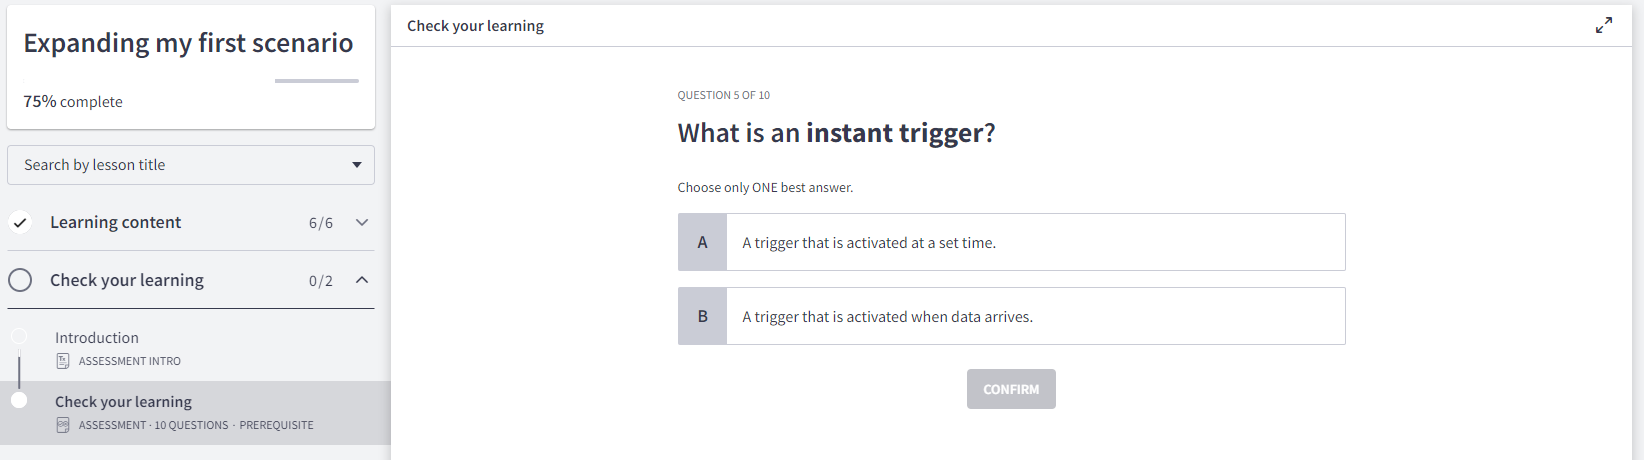 Expanding my first scenario
75% complete
Search by lesson title
Learning content 6/6
Check your learning 0/2
Introduction
ASSESSMENT INTRO
Check your learning
ASSESSMENT · 10 QUESTIONS · PREREQUISITE
Check your learning
QUESTION 5 OF 10
What is an instant trigger?
Choose only ONE best answer.
A A trigger that is activated at a set time.
B A trigger that is activated when data arrives.
CONFIRM